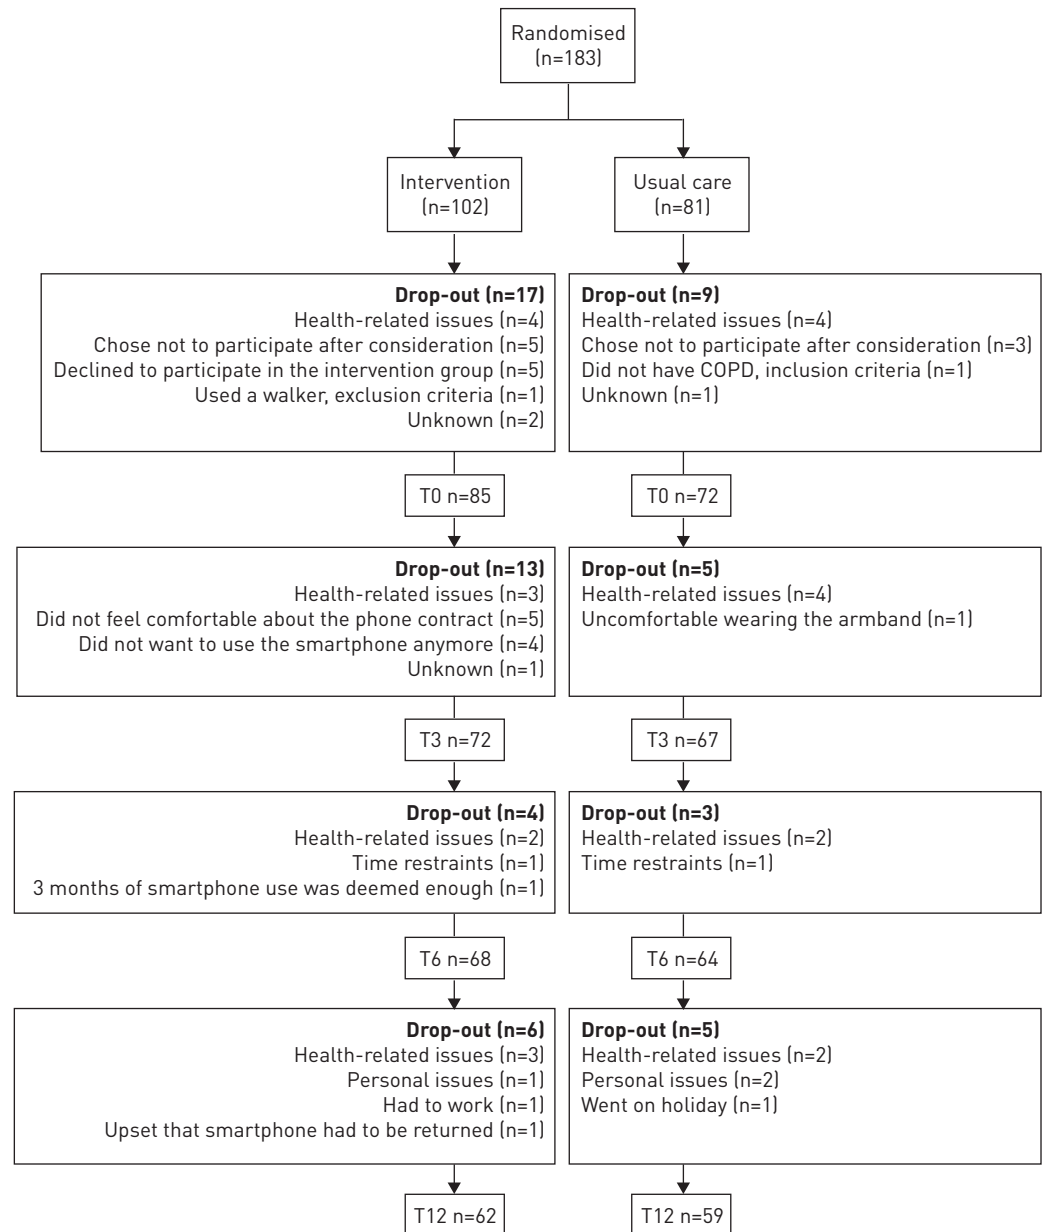 Randomised
(n=183)
Intervention
(n=102)
Usual care
(n=81)
Drop-out (n=17)
Health-related issues (n=4)
Chose not to participate after consideration (n=5)
Declined to participate in the intervention group (n=5)
Used a walker, exclusion criteria (n=1)
Unknown (n=2)
Drop-out (n=9)
Health-related issues (n=4)
Chose not to participate after consideration (n=3)
Did not have COPD, inclusion criteria (n=1)
Unknown (n=1)
T0 n=85
T0 n=72
Drop-out (n=13)
Health-related issues (n=3)
Did not feel comfortable about the phone contract (n=5)
Did not want to use the smartphone anymore (n=4)
Unknown (n=1)
Drop-out (n=5)
Health-related issues (n=4)
Uncomfortable wearing the armband (n=1)
T3 n=72
T3 n=67
Drop-out (n=4)
Health-related issues (n=2)
Time restraints (n=1)
3 months of smartphone use was deemed enough (n=1)
Drop-out (n=3)
Health-related issues (n=2)
Time restraints (n=1)
T6 n=68
T6 n=64
Drop-out (n=6)
Health-related issues (n=3)
Personal issues (n=1)
Had to work (n=1)
Upset that smartphone had to be returned (n=1)
Drop-out (n=5)
Health-related issues (n=2)
Personal issues (n=2)
Went on holiday (n=1)
T12 n=62
T12 n=59